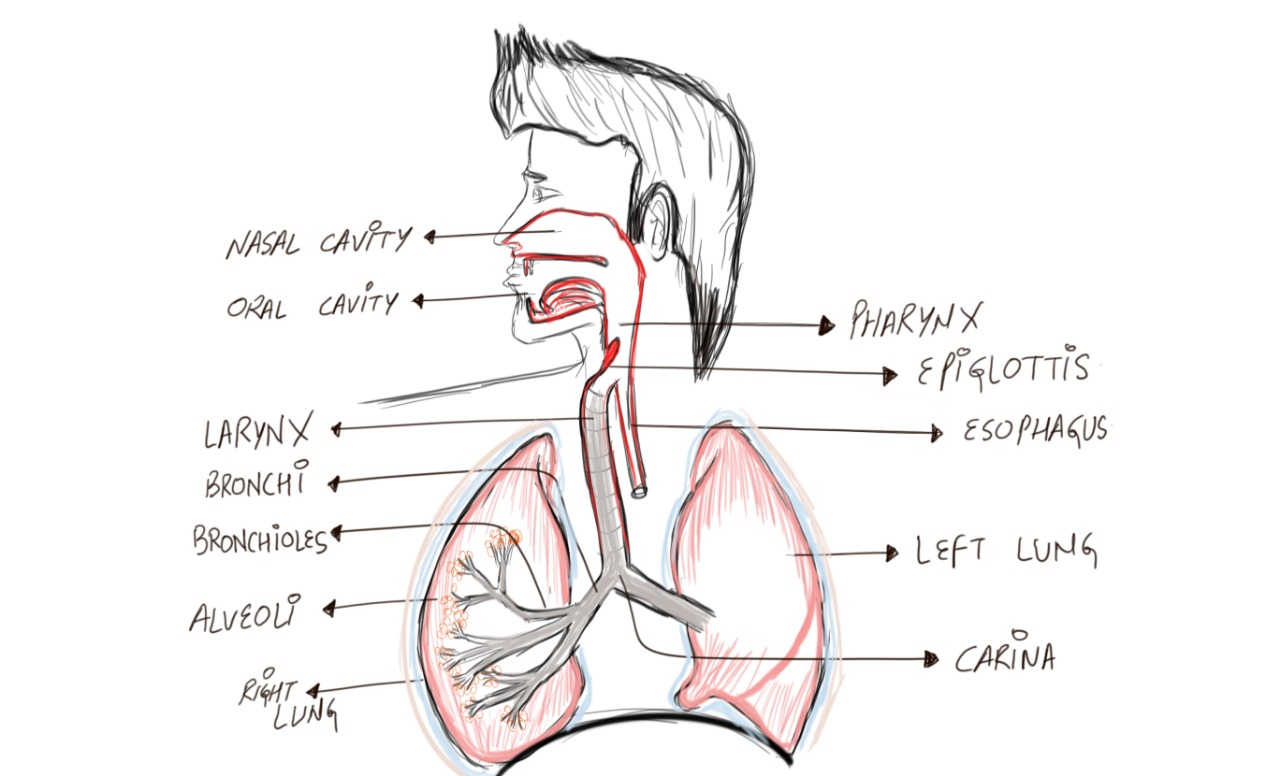 NASAL CAVITY
ORAL CAVITY
PHARYNX
EPIGLOTTIS
LARYNX
ESOPHAGUS
BRONCHI
BRONCHIOLES
LEFT LUNG
ALVEOLI
CARINA
RIGHT
LUNG